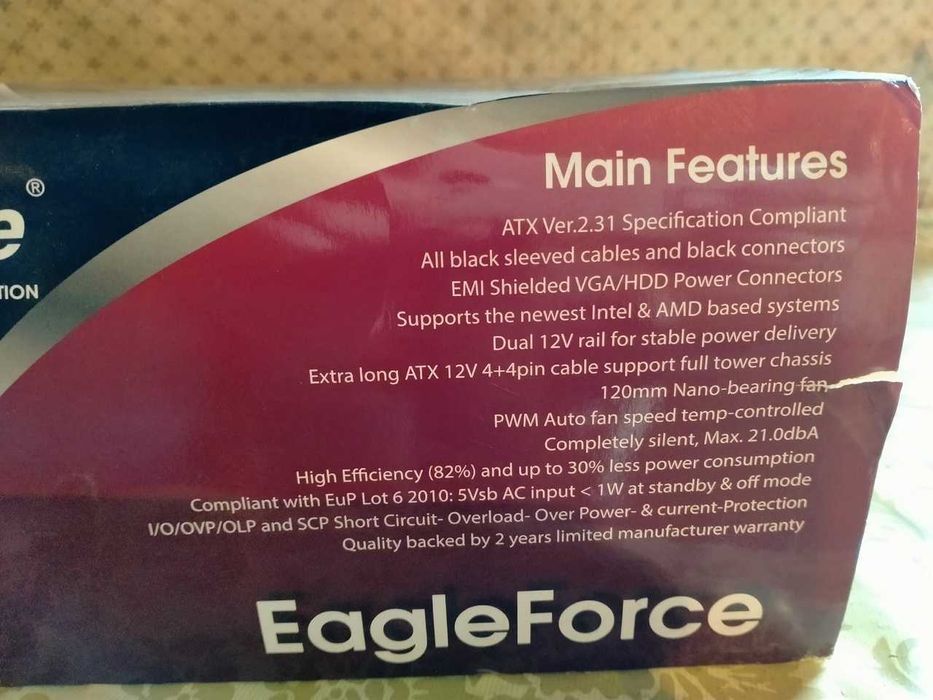 e®
TION
Main Features
ATX Ver.2.31 Specification Compliant
All black sleeved cables and black connectors
EMI Shielded VGA/HDD Power Connectors
Supports the newest Intel & AMD based systems
Dual 12V rail for stable power delivery
Extra long ATX 12V 4+4pin cable support full tower chassis
120mm Nano-bearing fan
PWM Auto fan speed temp-controlled
Completely silent, Max. 21.0dbA
High Efficiency (82%) and up to 30% less power consumption
Compliant with EuP Lot 6 2010: 5Vsb AC input < 1W at standby & off mode
I/O/OVP/OLP and SCP Short Circuit- Overload- Over Power- & current-Protection
Quality backed by 2 years limited manufacturer warranty
EagleForce